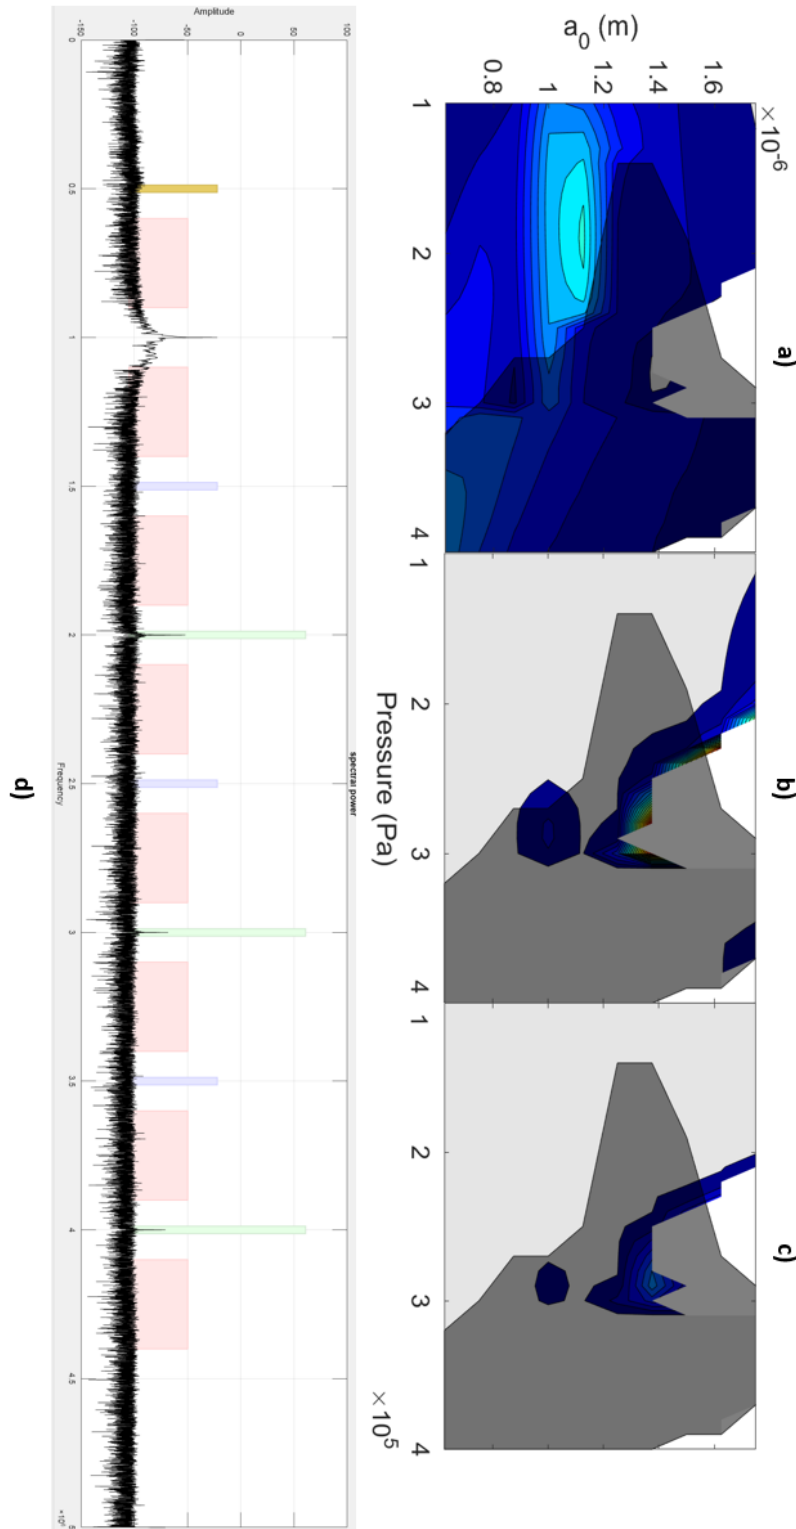 a) b) c)
×10⁻⁶
1.6
1.4
1.2
1
0.8
a₀ (m)
1 2 3 4
1 2 3 4
1 2 3 4
Pressure (Pa)
×10⁵
spectral power
100
50
0
-50
-100
-150
Amplitude
0 0.5 1 1.5 2 2.5 3 3.5 4 4.5 5
Frequency
d)